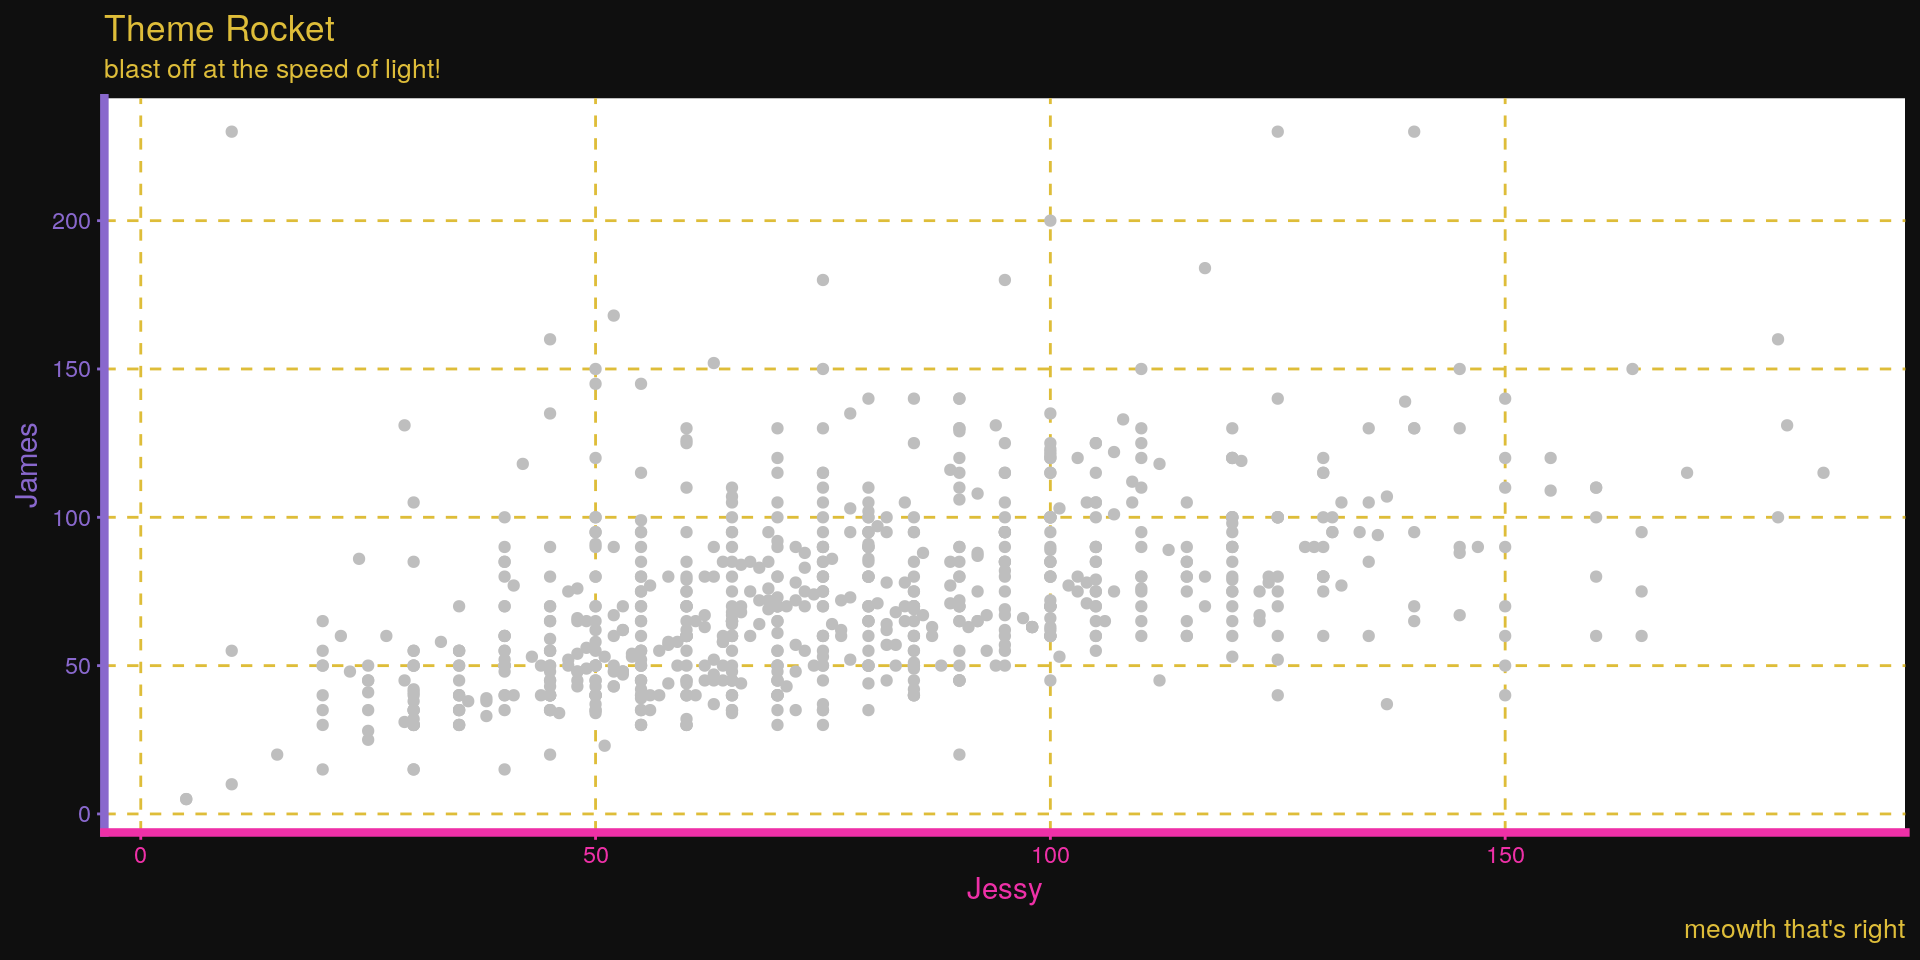 Theme Rocket
blast off at the speed of light!
James
200
150
100
50
0
0 50 100 150
Jessy
meowth that's right